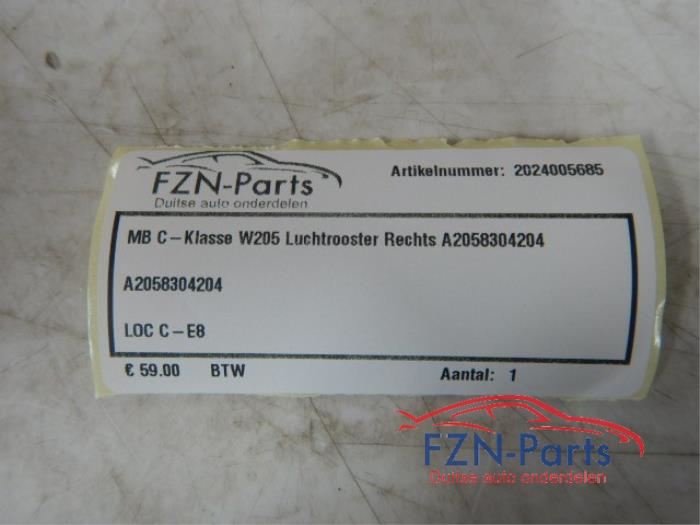 FZN-Parts
Duitse auto onderdelen
Artikelnummer: 2024005685
MB C-Klasse W205 Luchtrooster Rechts A2058304204
A2058304204
LOC C-E8
€ 59.00 BTW Aantal: 1
FZN-Parts
Duitse auto onderdelen